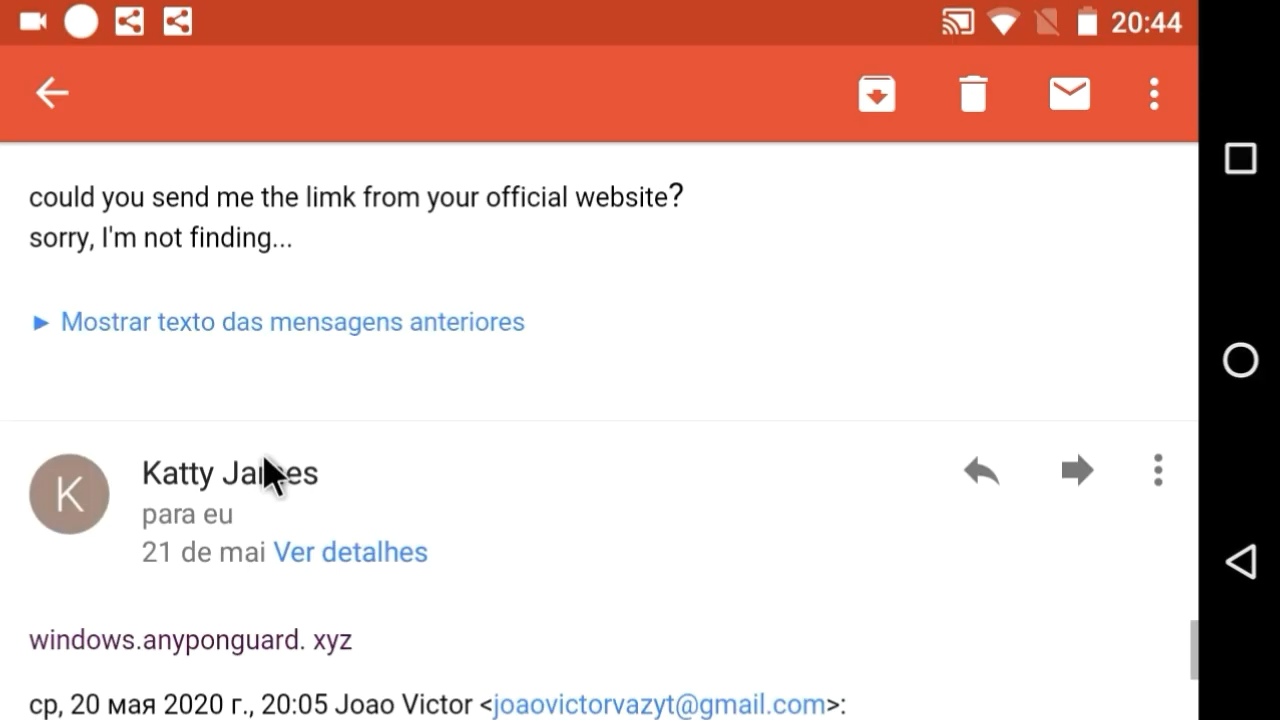 20:44
could you send me the limk from your official website?
sorry, I'm not finding...
► Mostrar texto das mensagens anteriores
K
Katty James
para eu
21 de mai Ver detalhes
windows.anyponguard. xyz
ср, 20 мая 2020 г., 20:05 Joao Victor <joaovictorvazyt@gmail.com>: